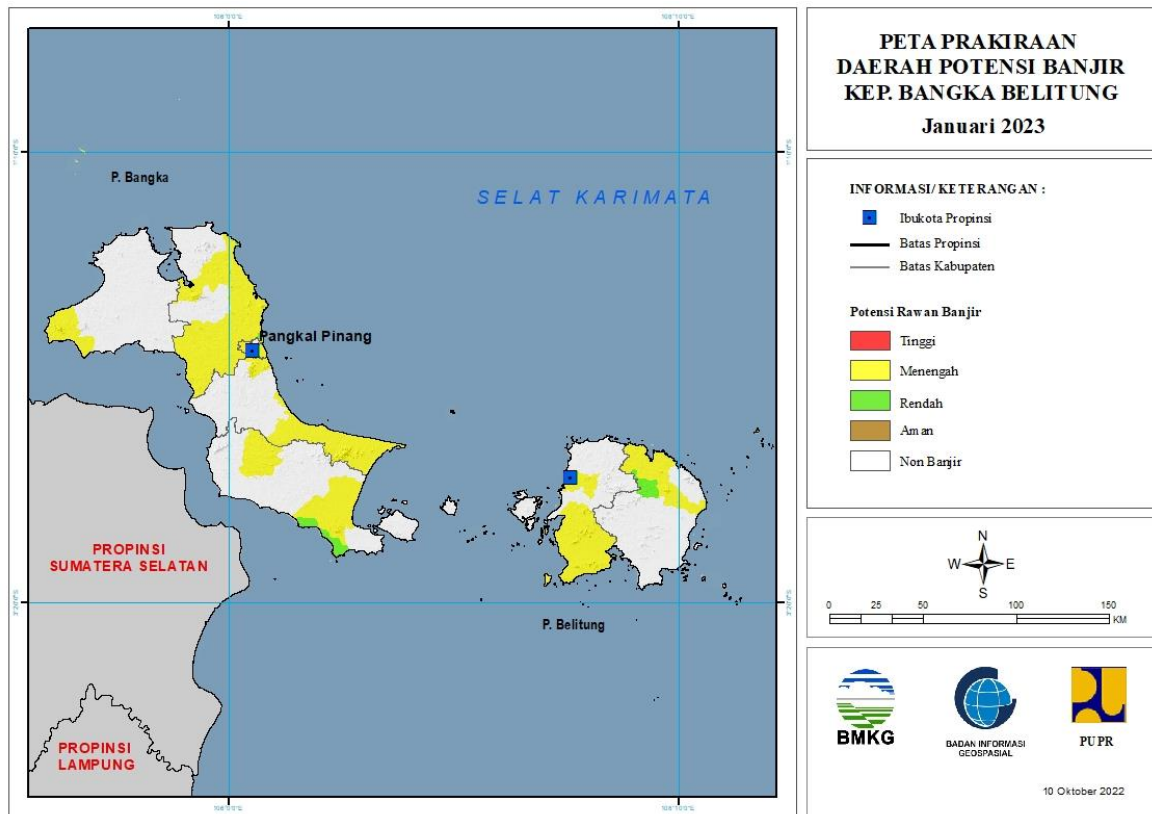 PETA PRAKIRAAN
DAERAH POTENSI BANJIR
KEP. BANGKA BELITUNG
Januari 2023
P. Bangka
SELAT KARIMATA
Pangkal Pinang
PROPINSI
SUMATERA SELATAN
P. Belitung
PROPINSI
LAMPUNG
INFORMASI/ KETERANGAN :
Ibukota Propinsi
Batas Propinsi
Batas Kabupaten
Potensi Rawan Banjir
Tinggi
Menengah
Rendah
Aman
Non Banjir
N
W E
S
0 25 50 100 150
KM
BMKG
BADAN INFORMASI
GEOSPASIAL
PUPR
10 Oktober 2022